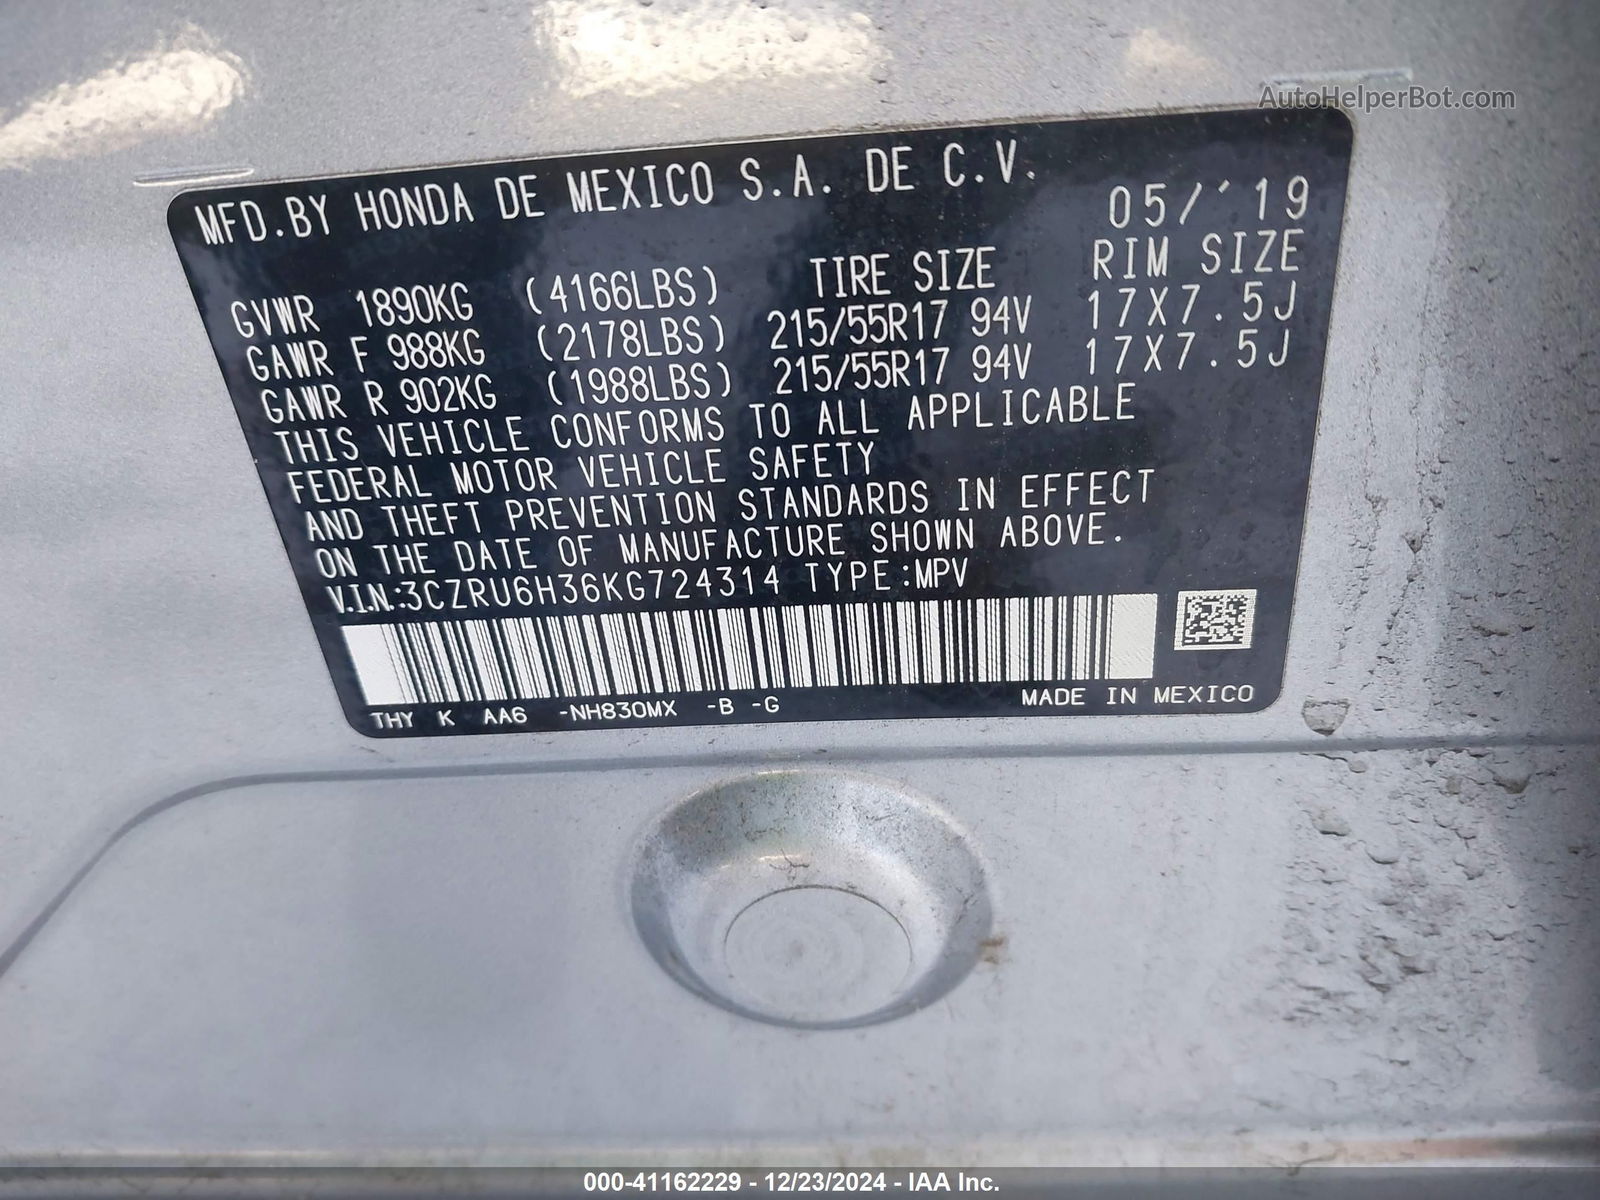 AutoHelperBot.com
MFD.BY HONDA DE MEXICO S.A. DE C.V.
05/'19
TIRE SIZE RIM SIZE
GVWR 1890KG (4166LBS)
GAWR F 988KG (2178LBS) 215/55R17 94V 17X7.5J
GAWR R 902KG (1988LBS) 215/55R17 94V 17X7.5J
THIS VEHICLE CONFORMS TO ALL APPLICABLE
FEDERAL MOTOR VEHICLE SAFETY
AND THEFT PREVENTION STANDARDS IN EFFECT
ON THE DATE OF MANUFACTURE SHOWN ABOVE.
V.I.N.:3CZRU6H36KG724314 TYPE:MPV
THY K AA6 -NH830MX -B -G MADE IN MEXICO
000-41162229 - 12/23/2024 - IAA Inc.